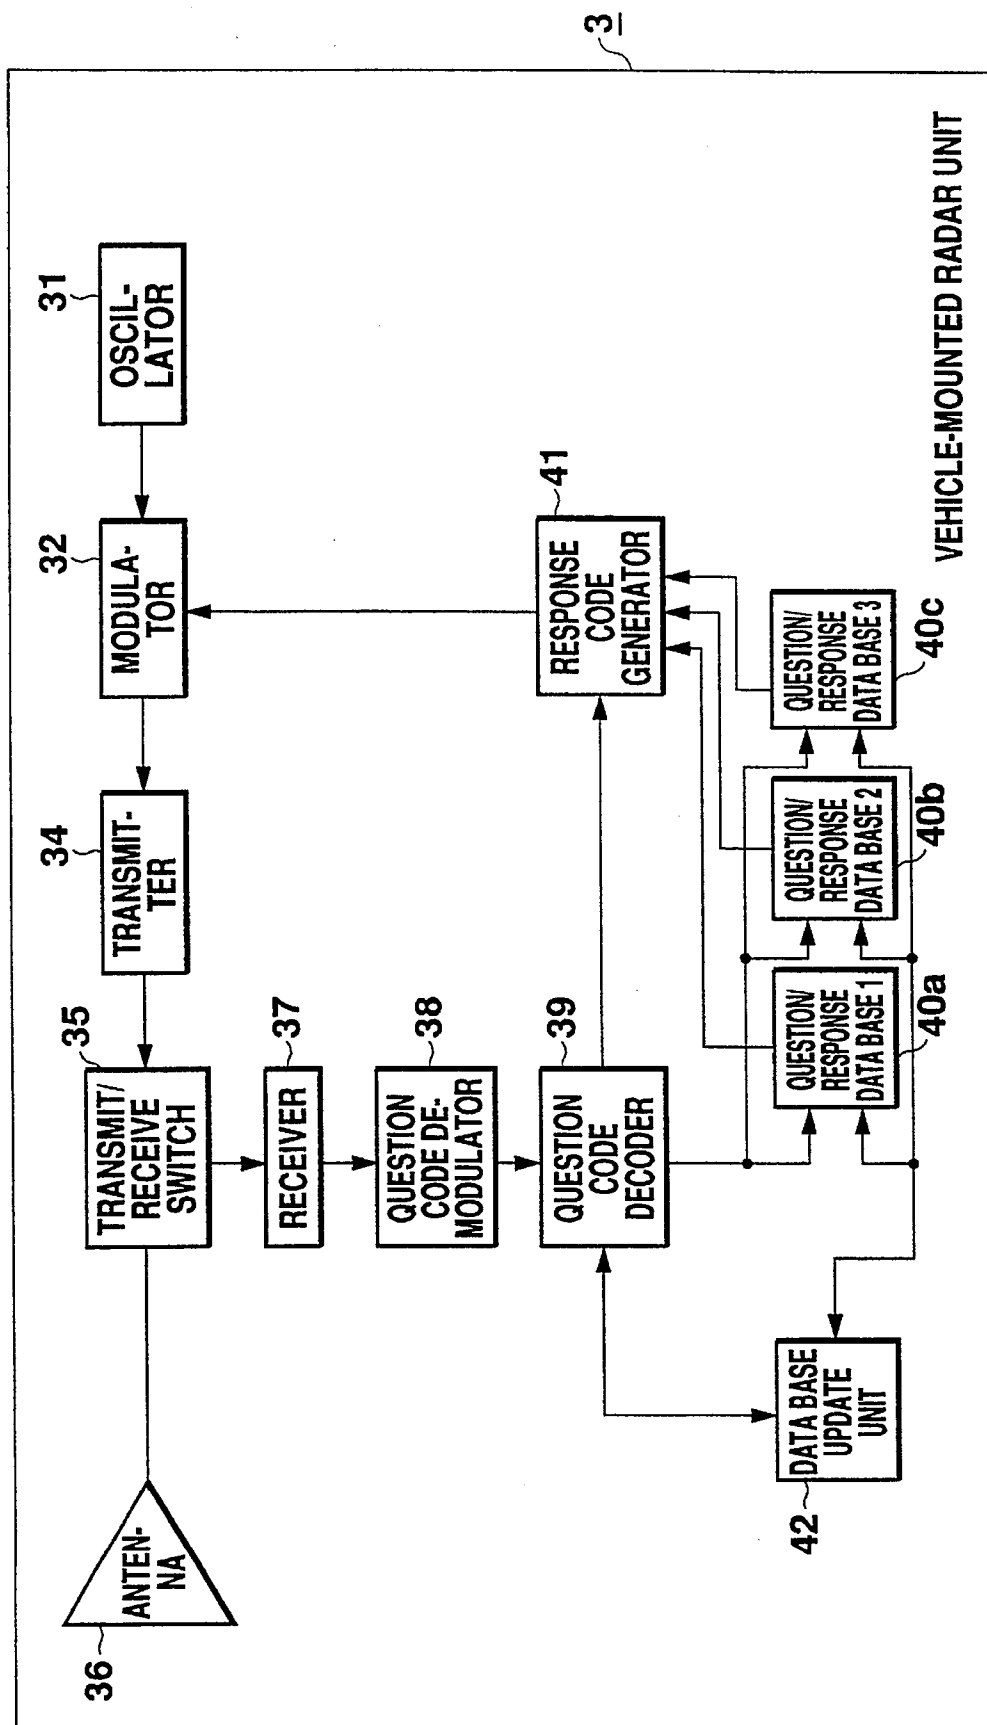 3
36
ANTEN-
NA
35
TRANSMIT/
RECEIVE
SWITCH
34
TRANSMIT-
TER
32
MODULA-
TOR
31
OSCIL-
LATOR
37
RECEIVER
38
QUESTION
CODE DE-
MODULATOR
39
QUESTION
CODE
DECODER
41
RESPONSE
CODE
GENERATOR
42
DATA BASE
UPDATE
UNIT
QUESTION/
RESPONSE
DATA BASE 1
40a
QUESTION/
RESPONSE
DATA BASE 2
40b
QUESTION/
RESPONSE
DATA BASE 3
40c
VEHICLE-MOUNTED RADAR UNIT